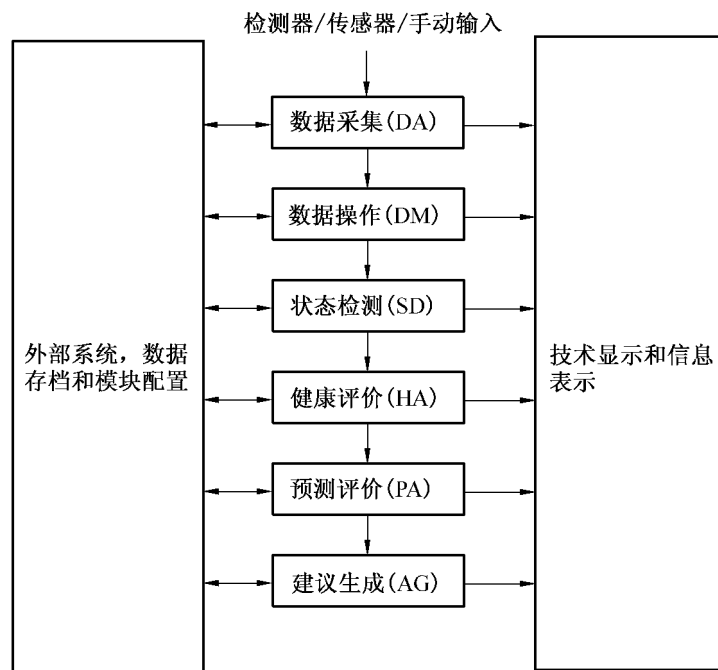 检测器/传感器/手动输入
数据采集(DA)
数据操作(DM)
状态检测(SD)
外部系统，数据
存档和模块配置
技术显示和信息
表示
健康评价(HA)
预测评价(PA)
建议生成(AG)